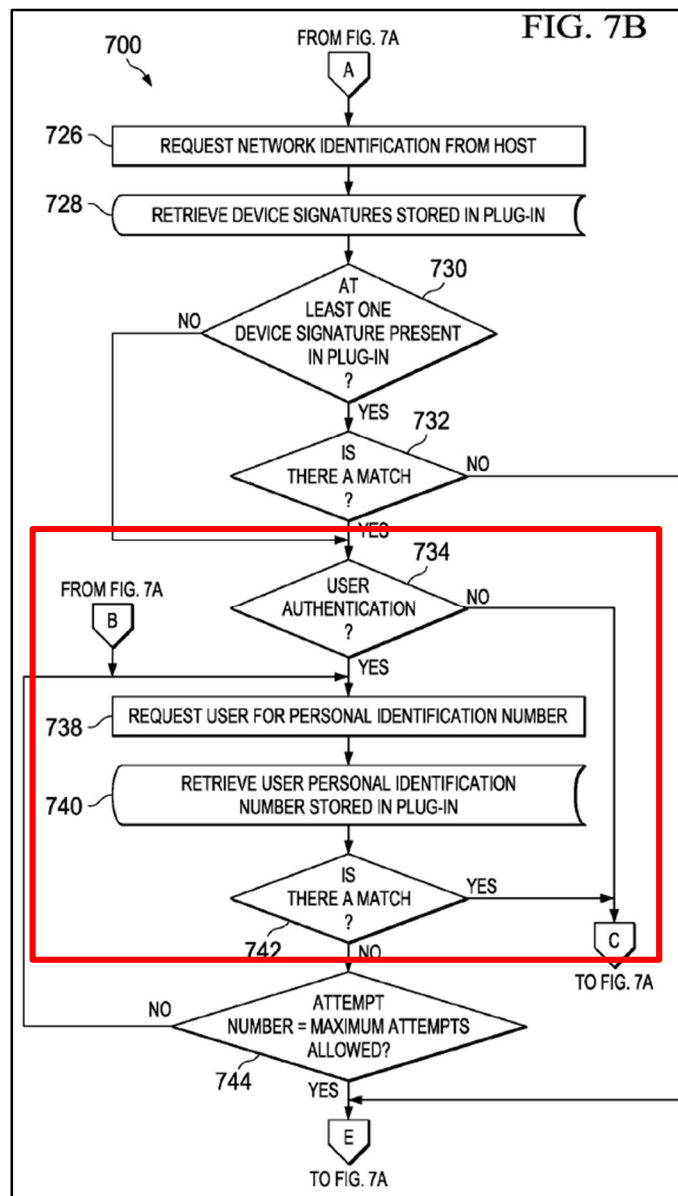 FIG. 7B
700
FROM FIG. 7A
A
726
REQUEST NETWORK IDENTIFICATION FROM HOST
728
RETRIEVE DEVICE SIGNATURES STORED IN PLUG-IN
730
AT
LEAST ONE
DEVICE SIGNATURE PRESENT
IN PLUG-IN
?
NO
YES
732
IS
THERE A MATCH
?
NO
YES
734
FROM FIG. 7A
B
USER
AUTHENTICATION
?
NO
YES
738
REQUEST USER FOR PERSONAL IDENTIFICATION NUMBER
740
RETRIEVE USER PERSONAL IDENTIFICATION
NUMBER STORED IN PLUG-IN
IS
THERE A MATCH
?
YES
742
NO
C
TO FIG. 7A
NO
ATTEMPT
NUMBER = MAXIMUM ATTEMPTS
ALLOWED?
744
YES
E
TO FIG. 7A